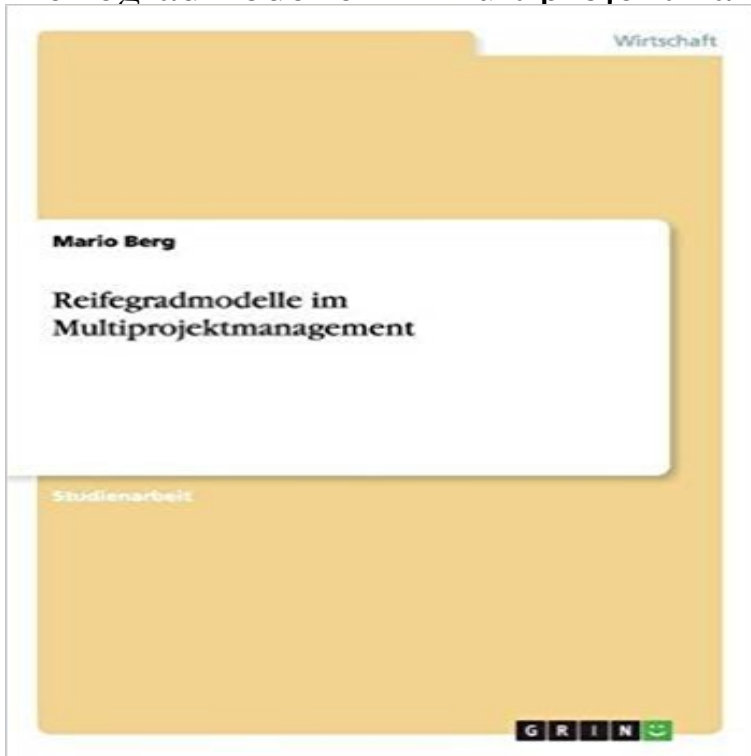 Wirtschaft
Mario Berg
Reifegradmodelle im
Multiprojektmanagement
Studienarbeit
GRIN